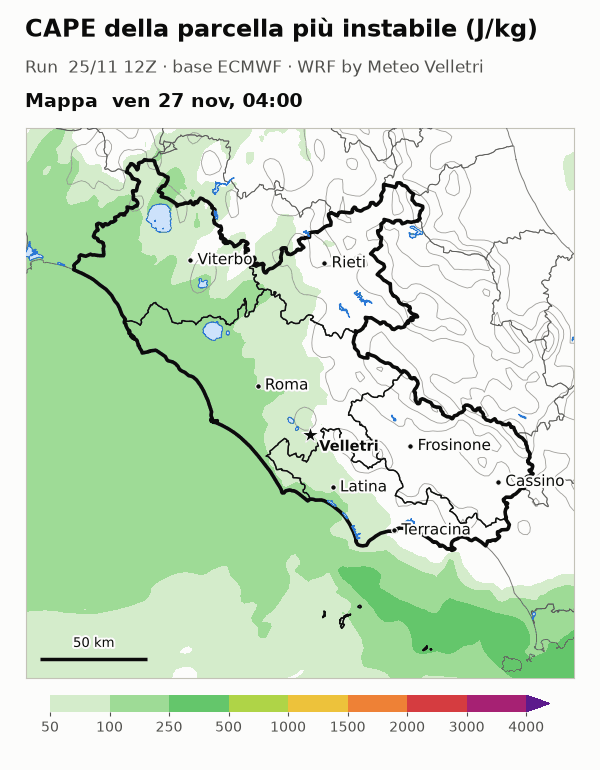 CAPE della parcella più instabile (J/kg)
Run  25/11 12Z · base ECMWF · WRF by Meteo Velletri
Mappa  ven 27 nov, 04:00
Viterbo
Rieti
Roma
Velletri
Frosinone
Latina
Cassino
Terracina
50 km
50 100 250 500 1000 1500 2000 3000 4000